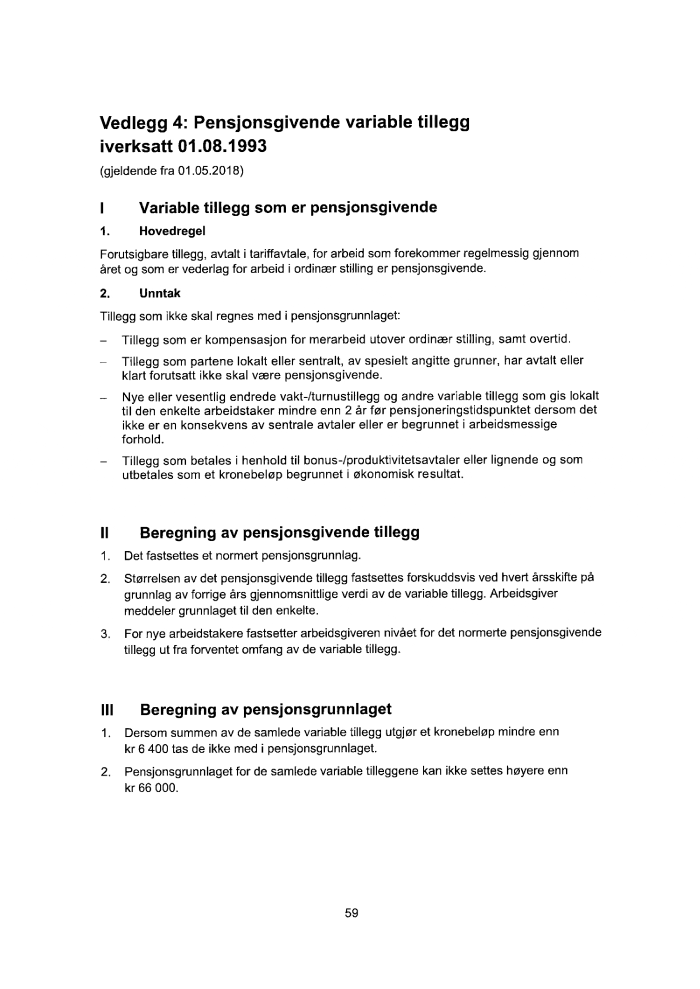 Vedlegg 4: Pensjonsgivende variable tillegg
iverksatt 01.08.1993
(gjeldende fra 01.05.2018)
I Variable tillegg som er pensjonsgivende
1. Hovedregel
Forutsigbare tillegg, avtalt i tariffavtale, for arbeid som forekommer regelmessig gjennom
året og som er vederlag for arbeid i ordinær stilling er pensjonsgivende.
2. Unntak
Tillegg som ikke skal regnes med i pensjonsgrunnlaget:
– Tillegg som er kompensasjon for merarbeid utover ordinær stilling, samt overtid.
– Tillegg som partene lokalt eller sentralt, av spesielt angitte grunner, har avtalt eller
klart forutsatt ikke skal være pensjonsgivende.
– Nye eller vesentlig endrede vakt-/turnustillegg og andre variable tillegg som gis lokalt
til den enkelte arbeidstaker mindre enn 2 år før pensjoneringstidspunktet dersom det
ikke er en konsekvens av sentrale avtaler eller er begrunnet i arbeidsmessige
forhold.
– Tillegg som betales i henhold til bonus-/produktivitetsavtaler eller lignende og som
utbetales som et kronebeløp begrunnet i økonomisk resultat.
II Beregning av pensjonsgivende tillegg
1. Det fastsettes et normert pensjonsgrunnlag.
2. Størrelsen av det pensjonsgivende tillegg fastsettes forskuddsvis ved hvert årsskifte på
grunnlag av forrige års gjennomsnittlige verdi av de variable tillegg. Arbeidsgiver
meddeler grunnlaget til den enkelte.
3. For nye arbeidstakere fastsetter arbeidsgiveren nivået for det normerte pensjonsgivende
tillegg ut fra forventet omfang av de variable tillegg.
III Beregning av pensjonsgrunnlaget
1. Dersom summen av de samlede variable tillegg utgjør et kronebeløp mindre enn
kr 6 400 tas de ikke med i pensjonsgrunnlaget.
2. Pensjonsgrunnlaget for de samlede variable tilleggene kan ikke settes høyere enn
kr 66 000.
59